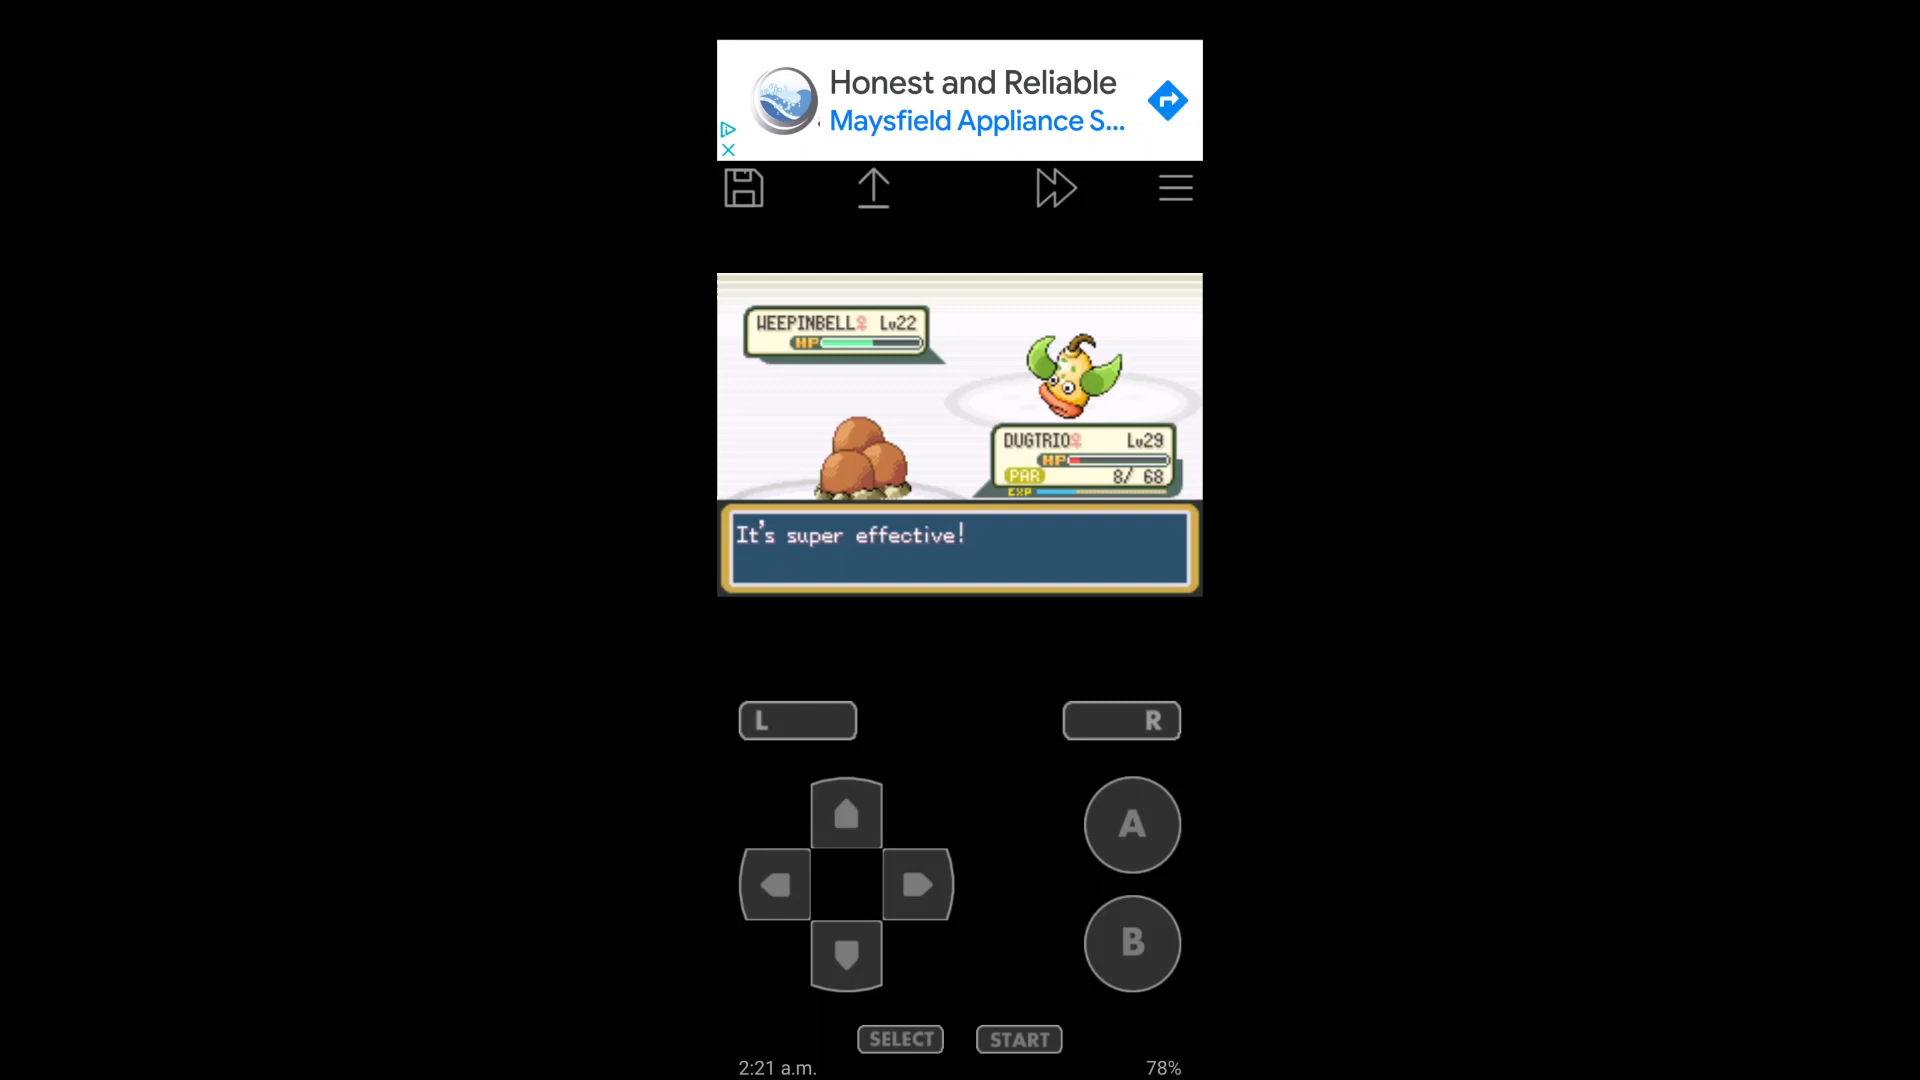 Honest and Reliable
Maysfield Appliance S...
WEEPINBELL♀ Lv22
HP
DUGTRIO♀ Lv29
HP
PAR 8/ 68
EXP
It's super effective!
L
R
A
B
SELECT
START
2:21 a.m.
78%